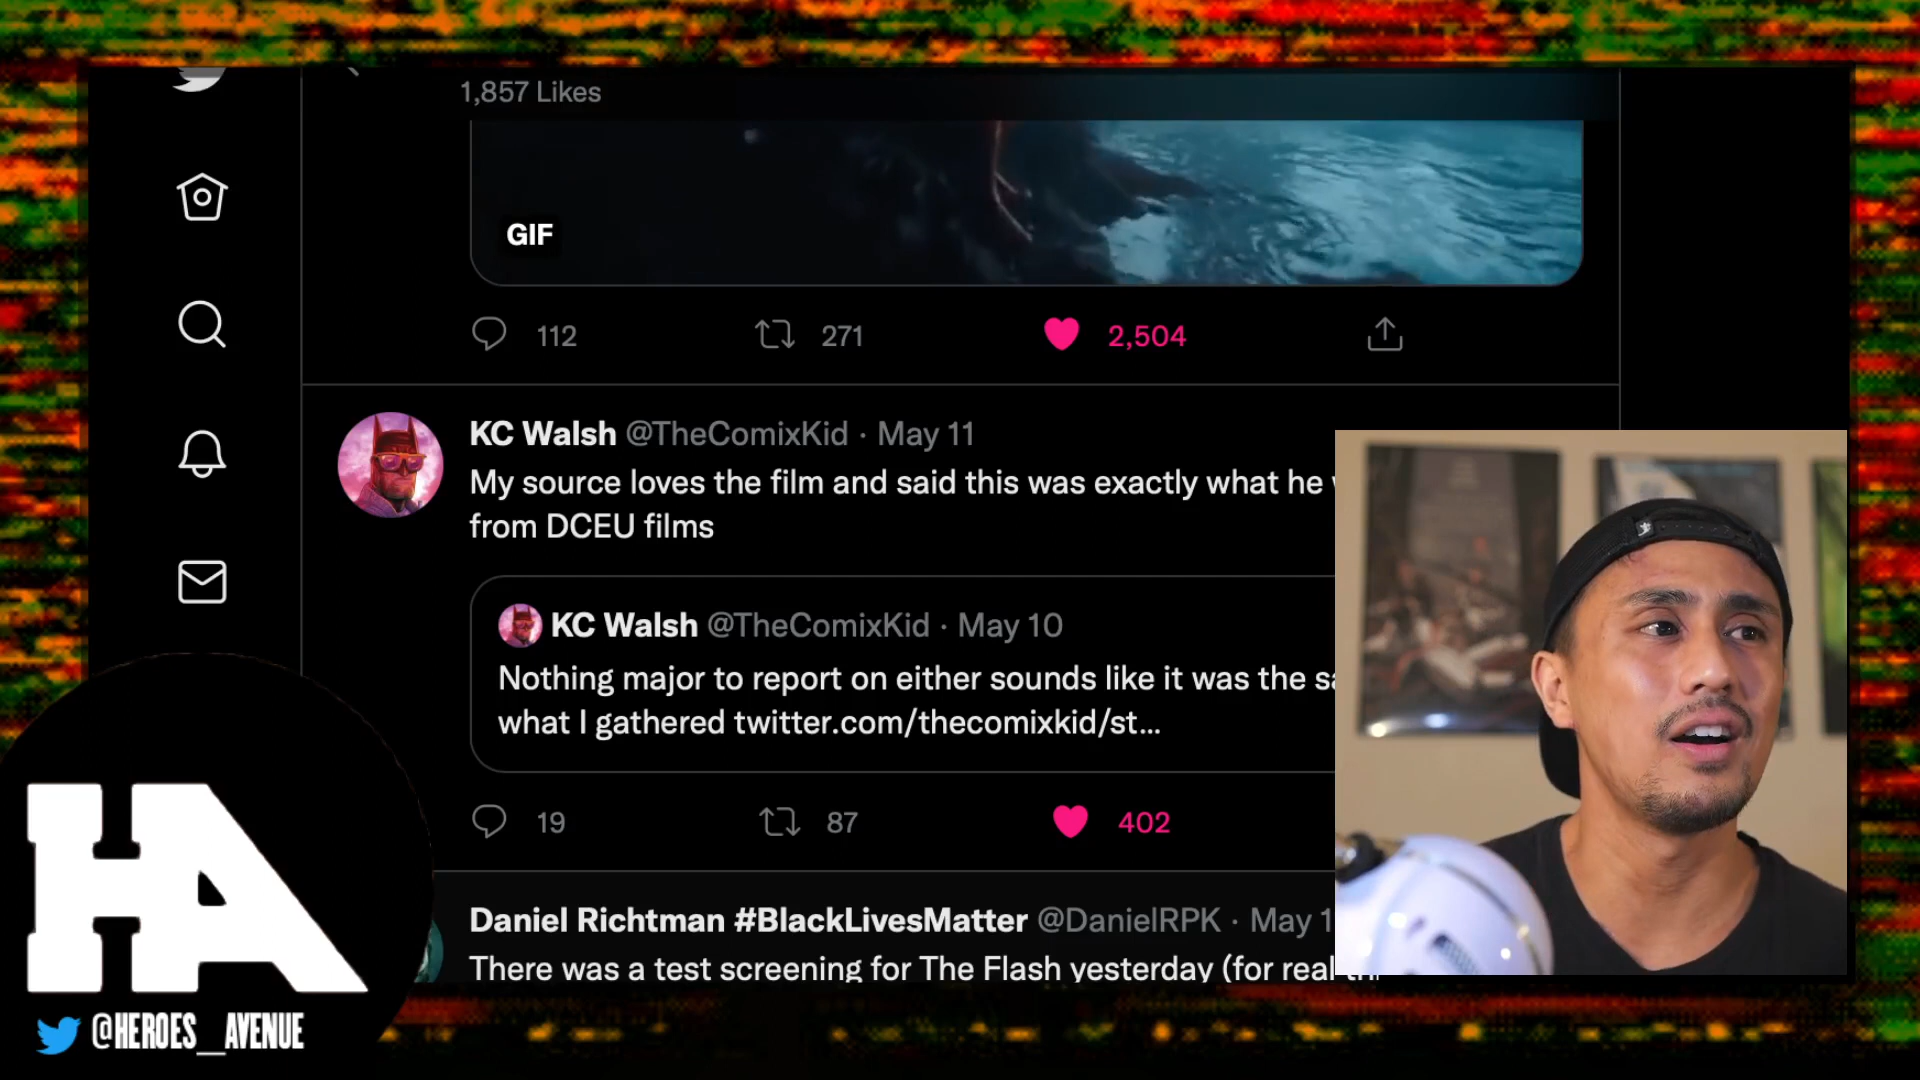 1,857 Likes
GIF
112 271 2,504
KC Walsh @TheComixKid · May 11
My source loves the film and said this was exactly what he
from DCEU films
KC Walsh @TheComixKid · May 10
Nothing major to report on either sounds like it was the
what I gathered twitter.com/thecomixkid/st...
19 87 402
Daniel Richtman #BlackLivesMatter @DanielRPK · May
There was a test screening for The Flash yesterday (for real
HA
@HEROES__AVENUE